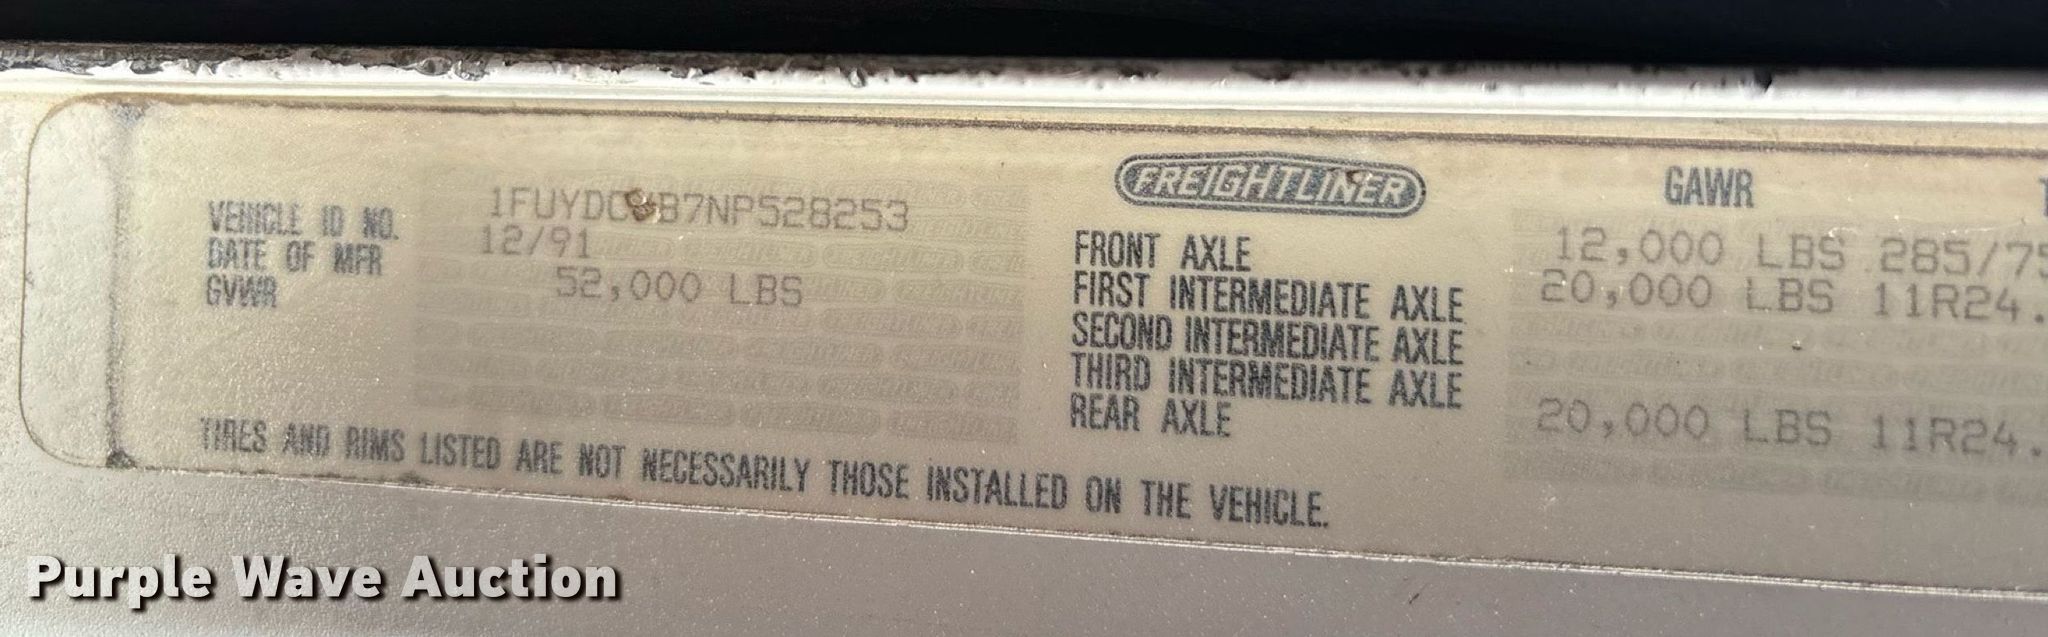 FREIGHTLINER
GAWR
VEHICLE ID NO.
DATE OF MFR 12/91
GVWR 52,000 LBS
FRONT AXLE 12,000 LBS 285/75
FIRST INTERMEDIATE AXLE 20,000 LBS 11R24.
SECOND INTERMEDIATE AXLE
THIRD INTERMEDIATE AXLE
REAR AXLE 20,000 LBS 11R24.
TIRES AND RIMS LISTED ARE NOT NECESSARILY THOSE INSTALLED ON THE VEHICLE.
Purple Wave Auction